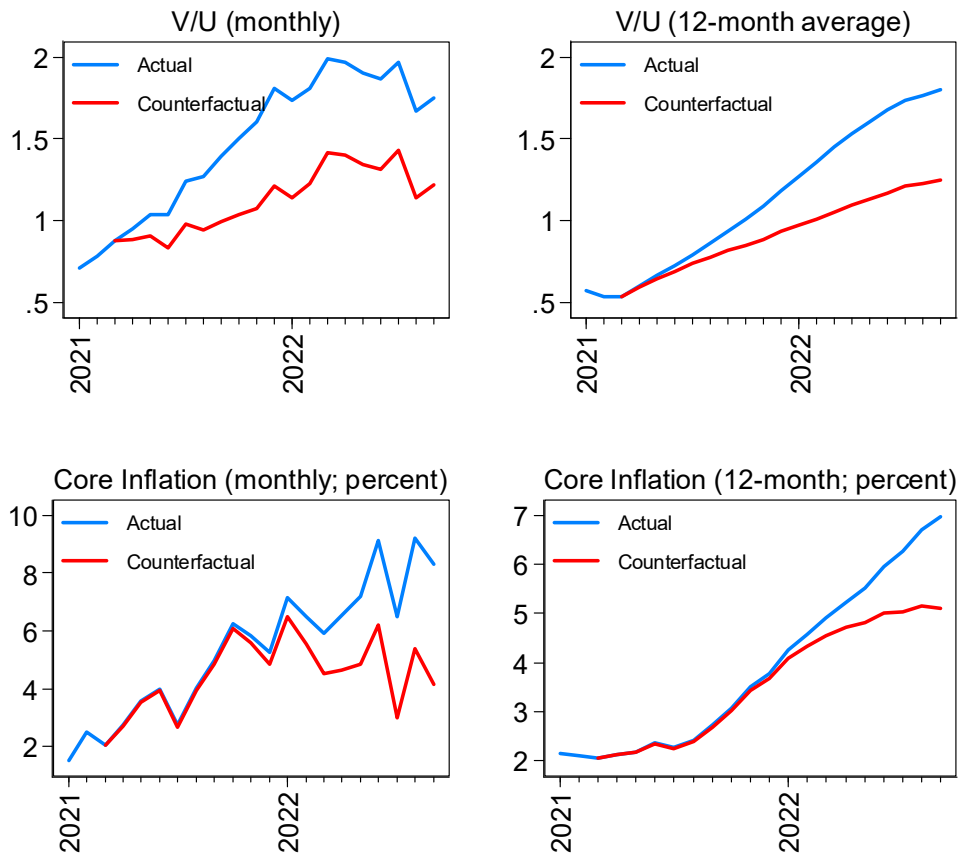 V/U (monthly)
2
1.5
1
.5
Actual
Counterfactual
2021
2022
V/U (12-month average)
2
1.5
1
.5
Actual
Counterfactual
2021
2022
Core Inflation (monthly; percent)
10
8
6
4
2
Actual
Counterfactual
2021
2022
Core Inflation (12-month; percent)
7
6
5
4
3
2
Actual
Counterfactual
2021
2022